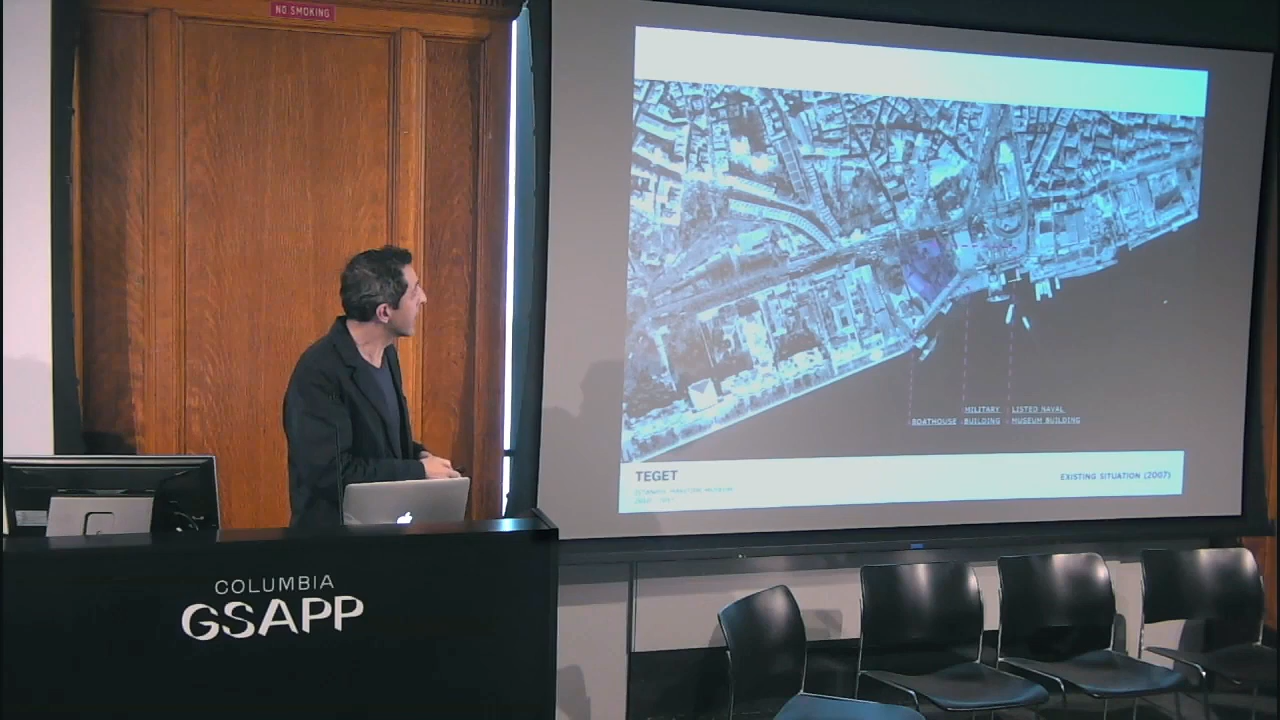 NO SMOKING
MILITARY LISTED NAVAL
BOATHOUSE BUILDING MUSEUM BUILDING
TEGET
EXISTING SITUATION (2007)
COLUMBIA
GSAPP